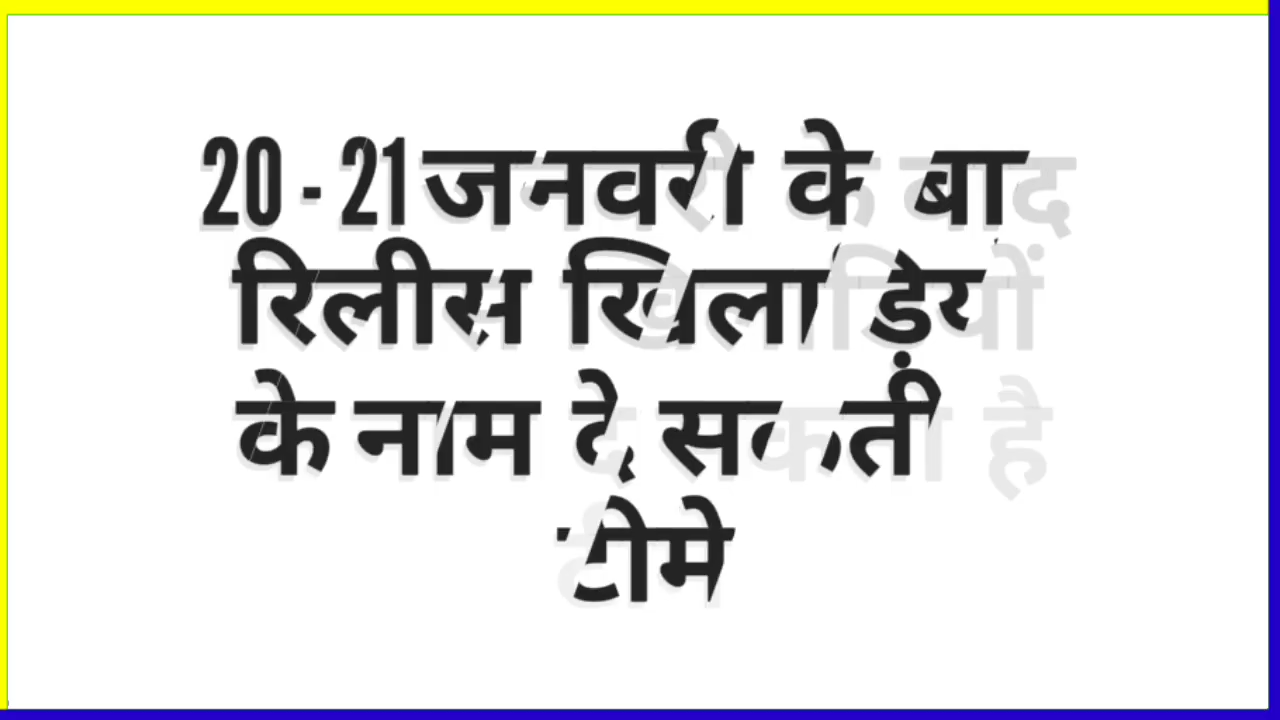 20 - 21 जनवरी के बाद
रिलीस खिलाड़ियों
के नाम दे सकती है
टीमे